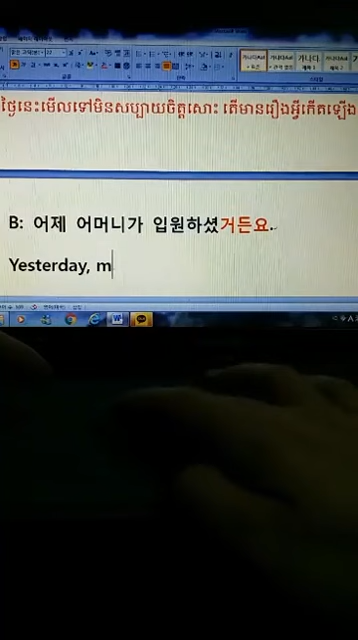 ថ្ងៃនេះមើលទៅមិនសប្បាយចិត្តសោះ តើមានរឿងអ្វីកើតឡើង
B: 어제 어머니가 입원하셨거든요.
Yesterday, m